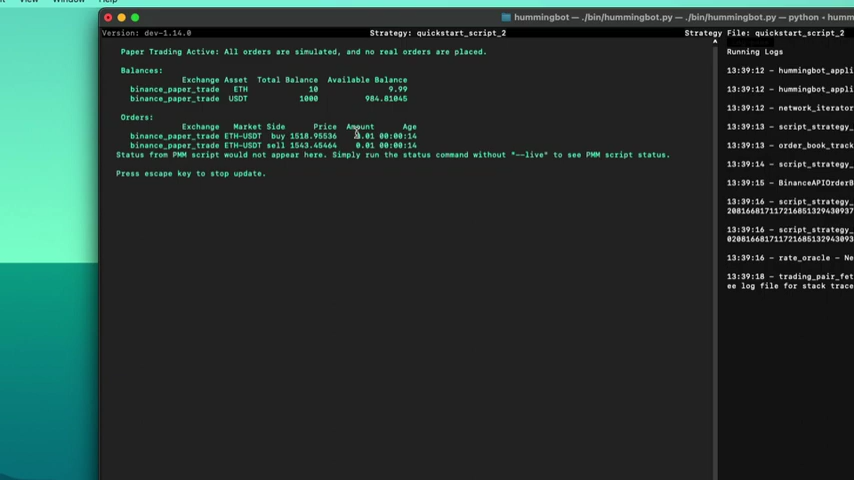 View Window Help
hummingbot — ./bin/hummingbot.py — ./bin/hummingbot.py — python • hummi
Version: dev-1.14.0 Strategy: quickstart_script_2 Strategy File: quickstart_script_2
Paper Trading Active: All orders are simulated, and no real orders are placed.
Balances:
Exchange Asset Total Balance Available Balance
binance_paper_trade ETH 10 9.99
binance_paper_trade USDT 1000 984.81045
Orders:
Exchange Market Side Price Amount Age
binance_paper_trade ETH-USDT buy 1518.95536 0.01 00:00:14
binance_paper_trade ETH-USDT sell 1543.45464 0.01 00:00:14
Status from PMM script would not appear here. Simply run the status command without "--live" to see PMM script status.
Press escape key to stop update.
Running Logs
13:39:12 - hummingbot_appli
13:39:12 - hummingbot_appli
13:39:12 - network_iterator
13:39:13 - script_strategy_
13:39:13 - order_book_track
13:39:14 - script_strategy_
13:39:15 - BinanceAPIOrderB
13:39:16 - script_strategy_
20816681711721685132943093​7
13:39:16 - script_strategy_
020816681711721685132943096
13:39:16 - rate_oracle - Ne
13:39:18 - trading_pair_fet
ee log file for stack trace